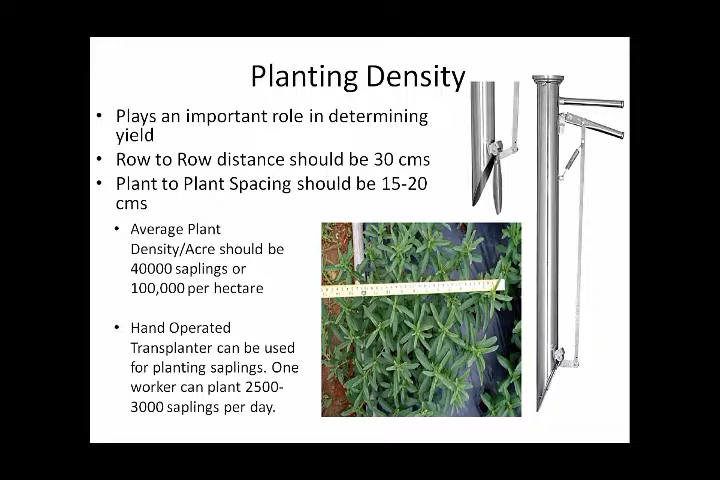 Planting Density
• Plays an important role in determining
yield
• Row to Row distance should be 30 cms
• Plant to Plant Spacing should be 15-20
cms
• Average Plant
Density/Acre should be
40000 saplings or
100,000 per hectare
• Hand Operated
Transplanter can be used
for planting saplings. One
worker can plant 2500-
3000 saplings per day.